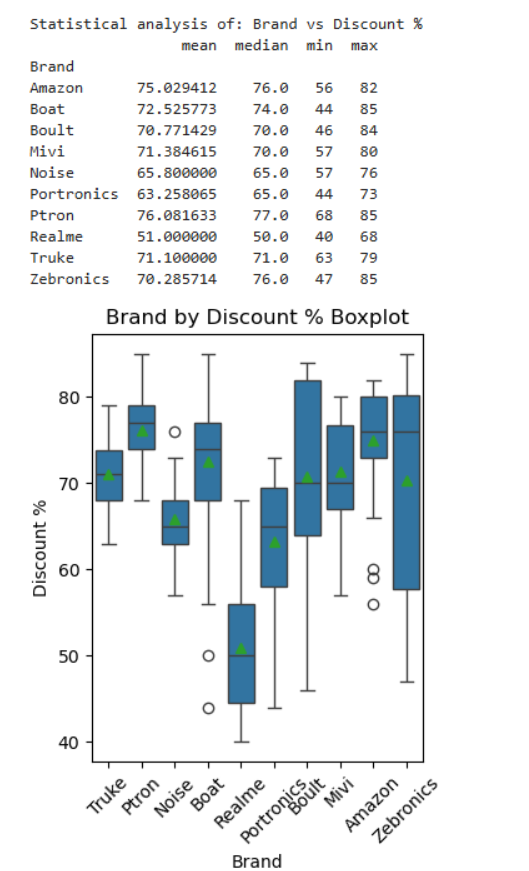 Statistical analysis of: Brand vs Discount %
mean median min max
Brand
Amazon 75.029412 76.0 56 82
Boat 72.525773 74.0 44 85
Boult 70.771429 70.0 46 84
Mivi 71.384615 70.0 57 80
Noise 65.800000 65.0 57 76
Portronics 63.258065 65.0 44 73
Ptron 76.081633 77.0 68 85
Realme 51.000000 50.0 40 68
Truke 71.100000 71.0 63 79
Zebronics 70.285714 76.0 47 85
Brand by Discount % Boxplot
Discount %
80
70
60
50
40
Truke
Ptron
Noise
Boat
Realme
Portronics
Boult
Mivi
Amazon
Zebronics
Brand